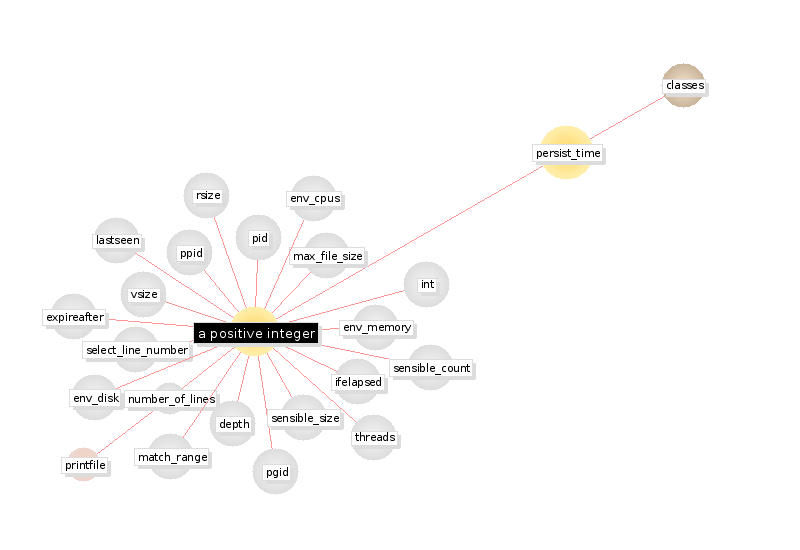 classes
persist_time
rsize
env_cpus
lastseen
pid
ppid
max_file_size
int
vsize
expireafter
env_memory
a positive integer
select_line_number
sensible_count
ifelapsed
env_disk
number_of_lines
sensible_size
depth
threads
match_range
printfile
pgid